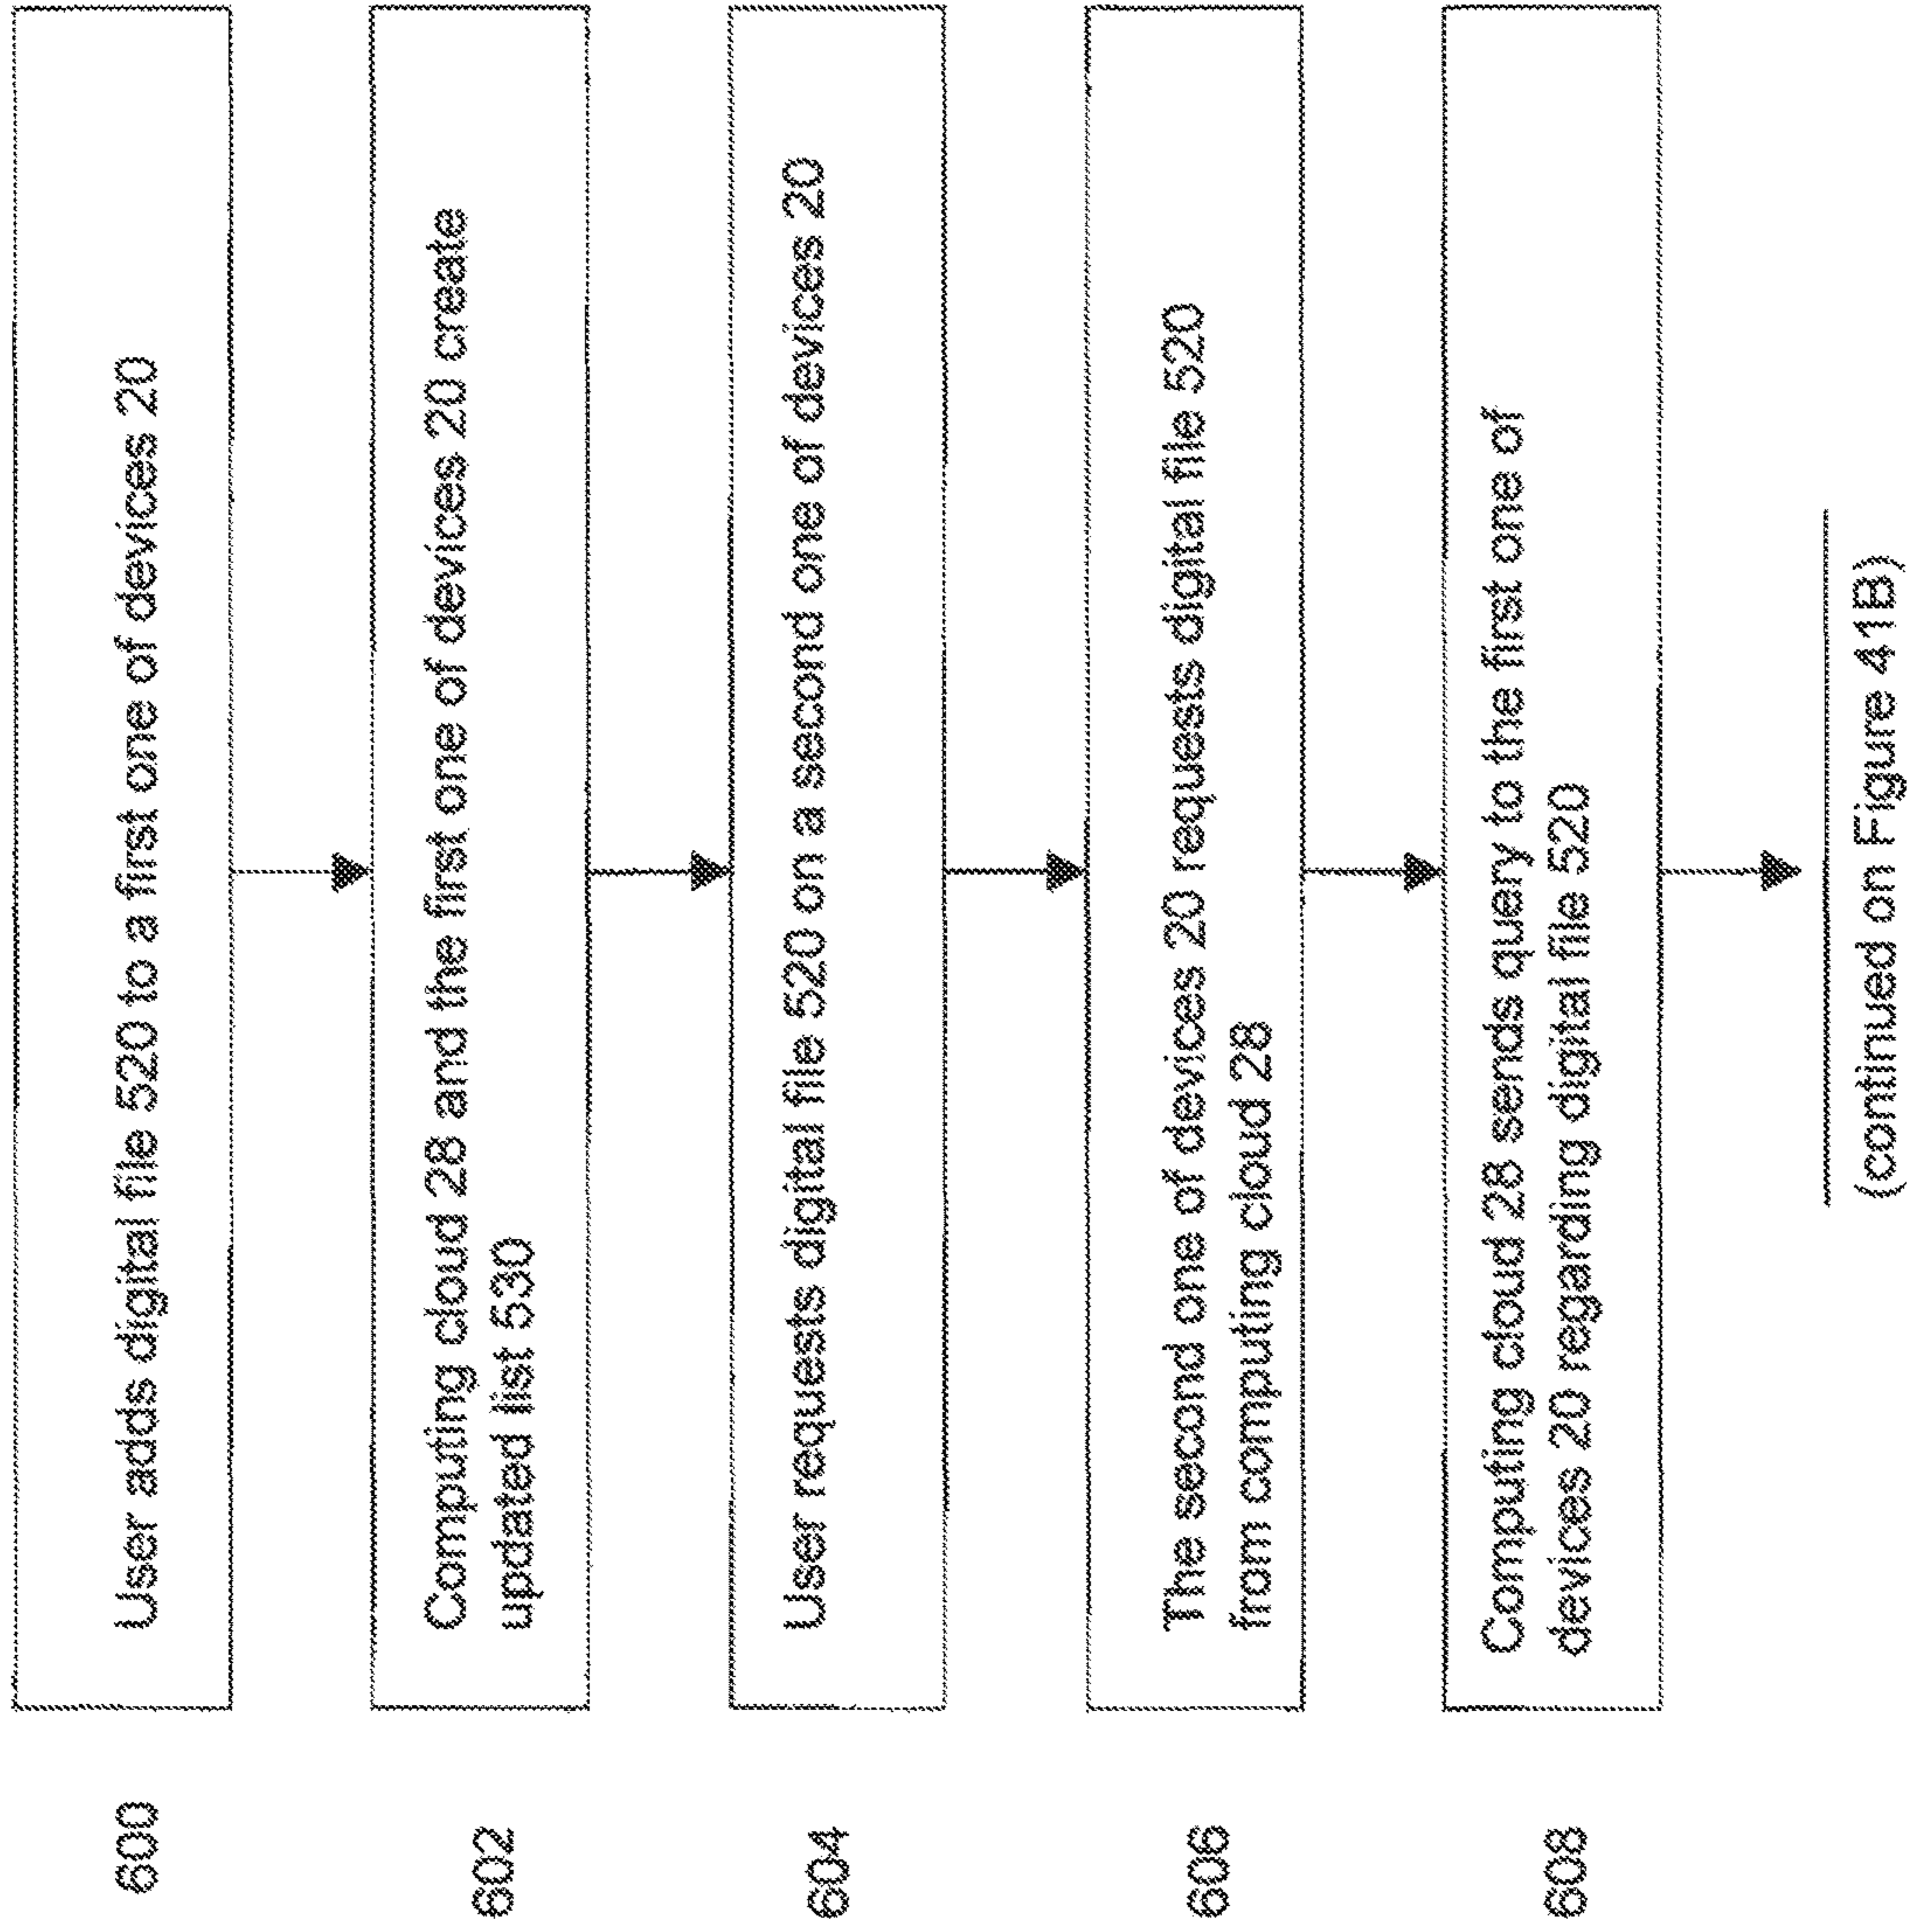 600
User adds digital file 520 to a first one of devices 20
602
Computing cloud 28 and the first one of devices 20 create
updated list 530
604
User requests digital file 520 on a second one of devices 20
606
The second one of devices 20 requests digital file 520
from computing cloud 28
608
Computing cloud 28 sends query to the first one of
devices 20 regarding digital file 520
(continued on Figure 41B)